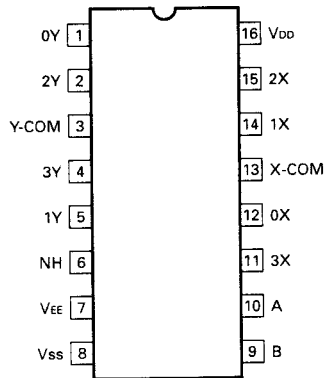 0Y 1 16 VDD
2Y 2 15 2X
Y-COM 3 14 1X
3Y 4 13 X-COM
1Y 5 12 0X
NH 6 11 3X
VEE 7 10 A
VSS 8 9 B